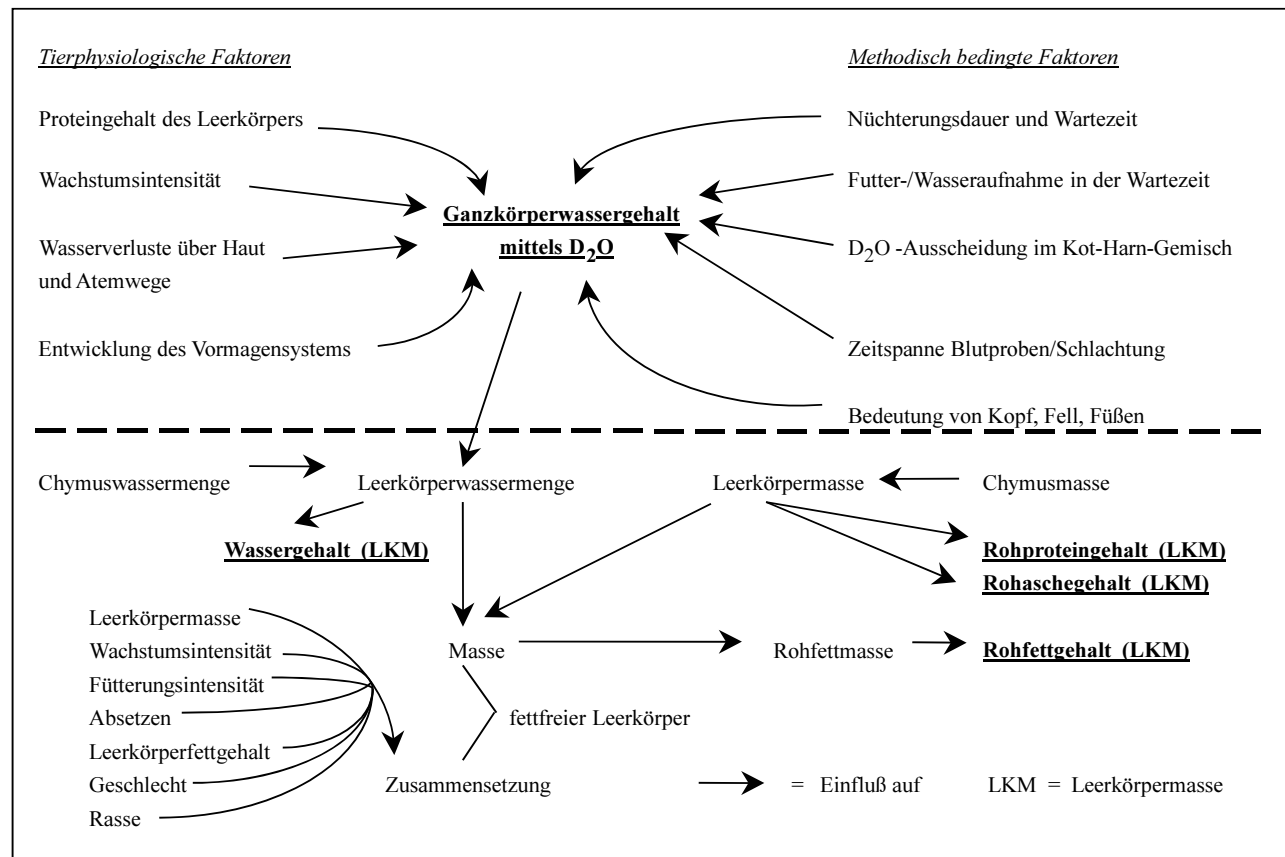 Tierphysiologische Faktoren
Methodisch bedingte Faktoren
Proteingehalt des Leerkörpers
Nüchterungsdauer und Wartezeit
Wachstumsintensität
Futter-/Wasseraufnahme in der Wartezeit
Ganzkörperwassergehalt
mittels D2O
Wasserverluste über Haut
und Atemwege
D2O -Ausscheidung im Kot-Harn-Gemisch
Entwicklung des Vormagensystems
Zeitspanne Blutproben/Schlachtung
Bedeutung von Kopf, Fell, Füßen
Chymuswassermenge
Leerkörperwassermenge
Leerkörpermasse
Chymusmasse
Wassergehalt (LKM)
Rohproteingehalt (LKM)
Rohaschegehalt (LKM)
Leerkörpermasse
Wachstumsintensität
Fütterungsintensität
Absetzen
Leerkörperfettgehalt
Geschlecht
Rasse
Masse
Rohfettmasse
Rohfettgehalt (LKM)
fettfreier Leerkörper
Zusammensetzung
= Einfluß auf
LKM = Leerkörpermasse